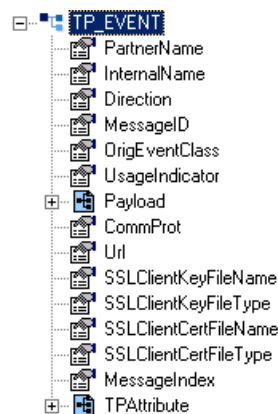 TP_EVENT
PartnerName
InternalName
Direction
MessageID
OrigEventClass
UsageIndicator
Payload
CommProt
Url
SSLClientKeyFileName
SSLClientKeyFileType
SSLClientCertFileName
SSLClientCertFileType
MessageIndex
TPAttribute